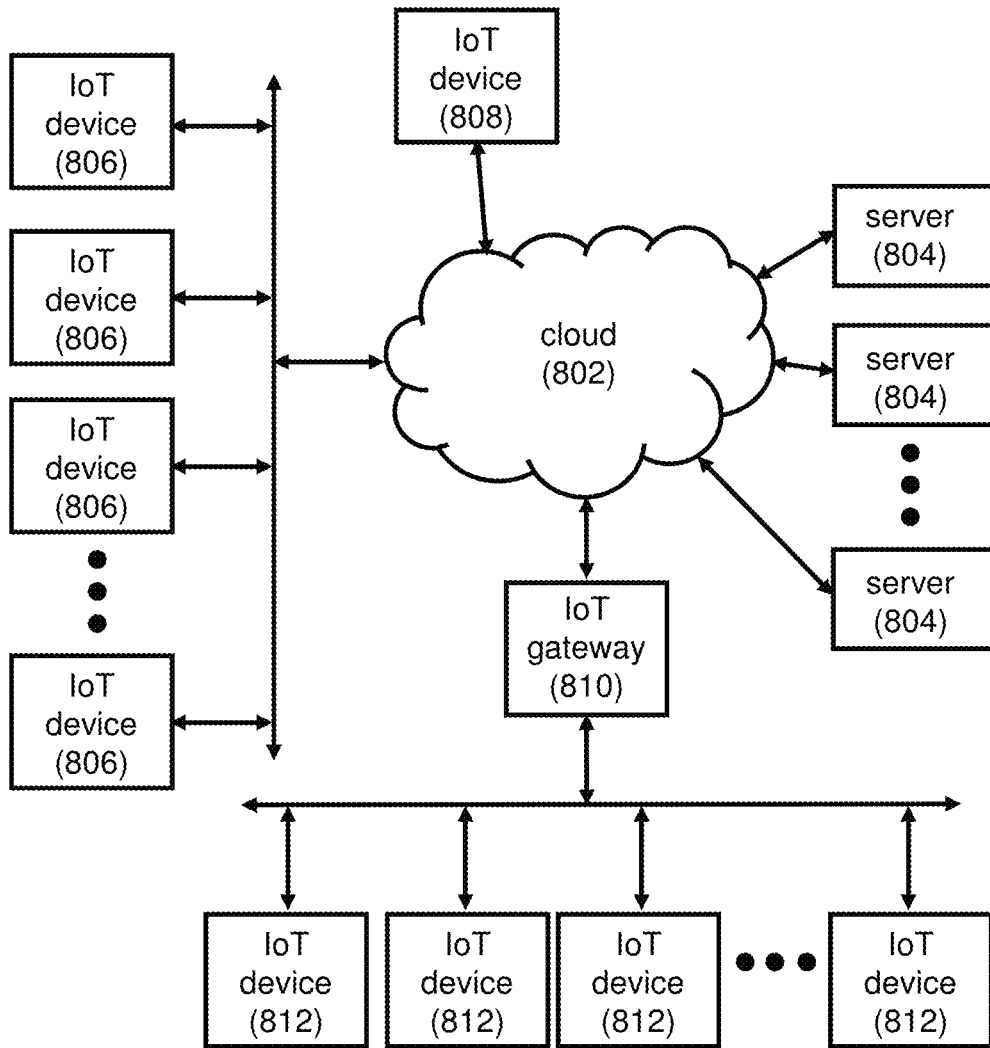 IoT
device
(808)
IoT
device
(806)
IoT
device
(806)
IoT
device
(806)
IoT
device
(806)
cloud
(802)
server
(804)
server
(804)
server
(804)
IoT
gateway
(810)
IoT
device
(812)
IoT
device
(812)
IoT
device
(812)
IoT
device
(812)